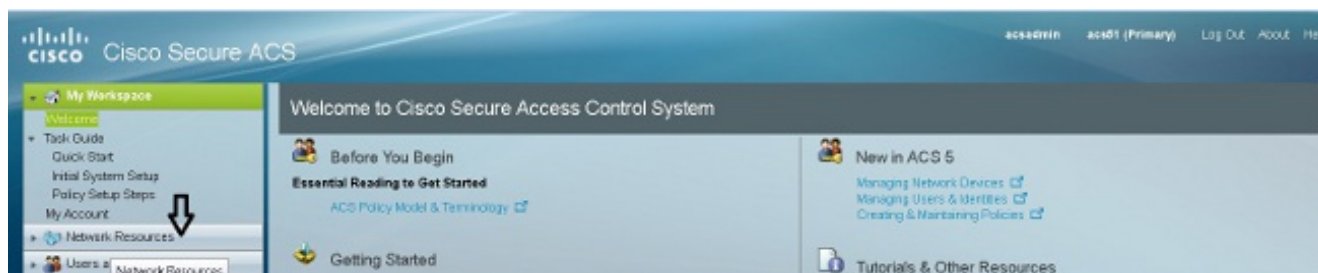 cisco Cisco Secure ACS
acsadmin acs01 (Primary) Log Out About He
My Workspace
Welcome
Task Guide
Quick Start
Initial System Setup
Policy Setup Steps
My Account
Network Resources
Users a
Network Resources
Welcome to Cisco Secure Access Control System
Before You Begin
Essential Reading to Get Started
ACS Policy Model & Terminology
Getting Started
New in ACS 5
Managing Network Devices
Managing Users & Identities
Creating & Maintaining Policies
Tutorials & Other Resources